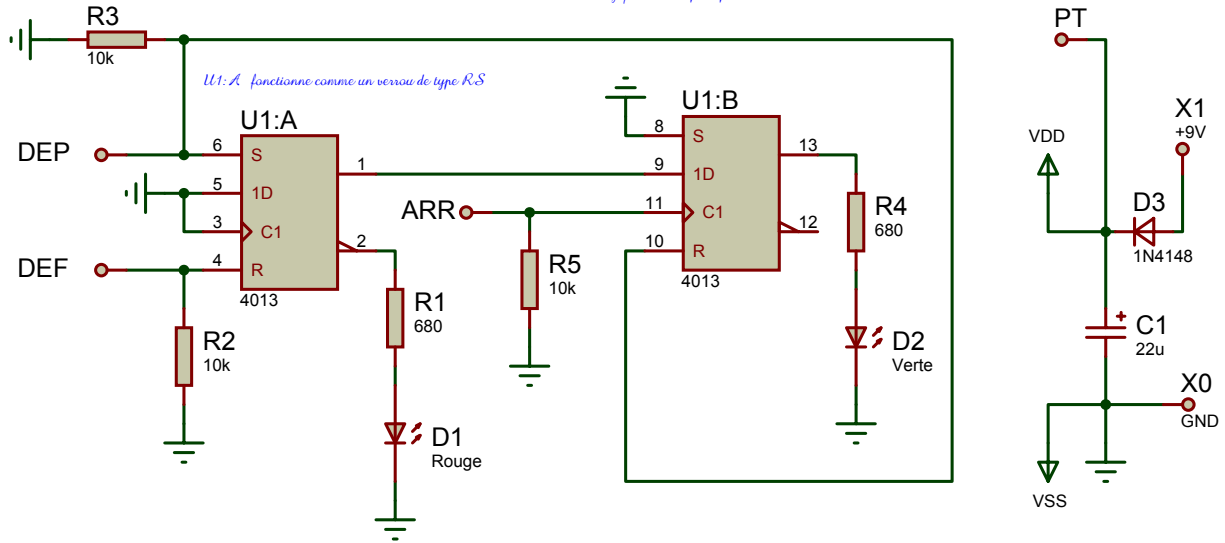 R3
10k
U1:A fonctionne comme un verrou de type RS
U1:A
DEP
6
S
5
1D
3
C1
DEF
4
R
1
2
4013
R2
10k
R1
680
D1
Rouge
ARR
R5
10k
U1:B
8
S
9
1D
11
C1
10
R
13
12
4013
R4
680
D2
Verte
PT
X1
+9V
VDD
D3
1N4148
C1
22u
X0
GND
VSS